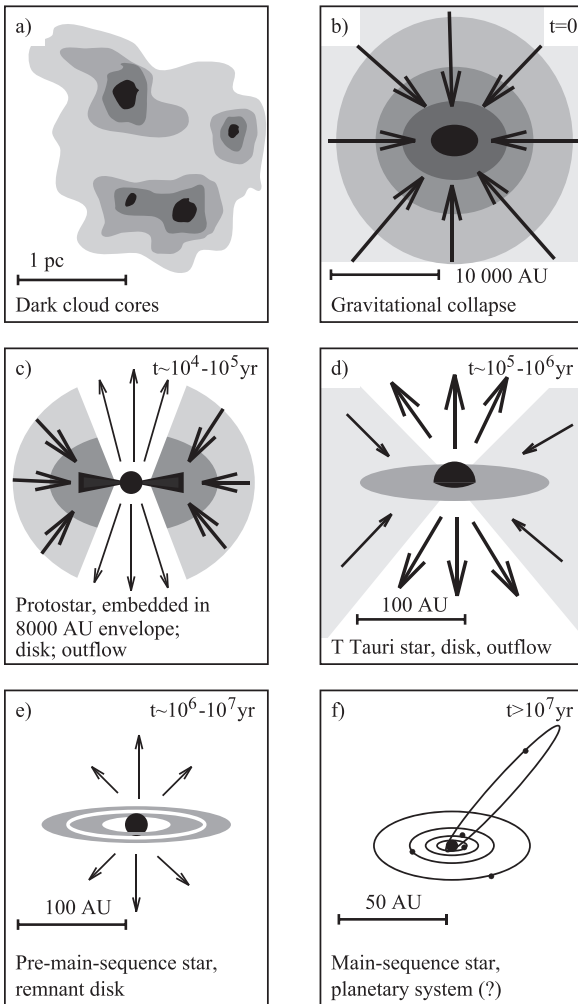 a)
1 pc
Dark cloud cores
b) t=0
10 000 AU
Gravitational collapse
c) t~10⁴-10⁵yr
Protostar, embedded in
8000 AU envelope;
disk; outflow
d) t~10⁵-10⁶yr
100 AU
T Tauri star, disk, outflow
e) t~10⁶-10⁷yr
100 AU
Pre-main-sequence star,
remnant disk
f) t>10⁷yr
50 AU
Main-sequence star,
planetary system (?)